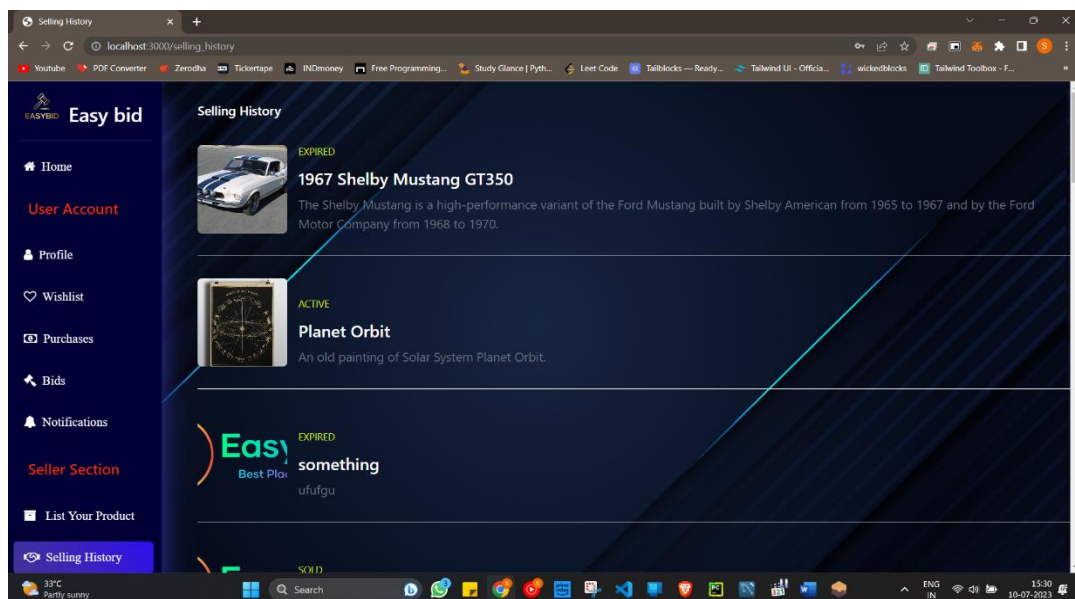 Selling History
localhost:3000/selling_history
Youtube PDF Converter Zerodha Tickertape INDmoney Free Programming... Study Glance | Pyth... Leet Code Tailblocks — Ready... Tailwind UI - Officia... wickedblocks Tailwind Toolbox - F...
EASYBID Easy bid
Home
User Account
Profile
Wishlist
Purchases
Bids
Notifications
Seller Section
List Your Product
Selling History
Selling History
EXPIRED
1967 Shelby Mustang GT350
The Shelby Mustang is a high-performance variant of the Ford Mustang built by Shelby American from 1965 to 1967 and by the Ford
Motor Company from 1968 to 1970.
ACTIVE
Planet Orbit
An old painting of Solar System Planet Orbit.
Easy
Best Plac
EXPIRED
something
ufufgu
SOLD
33°C
Partly sunny
Search
ENG
IN
15:30
10-07-2023